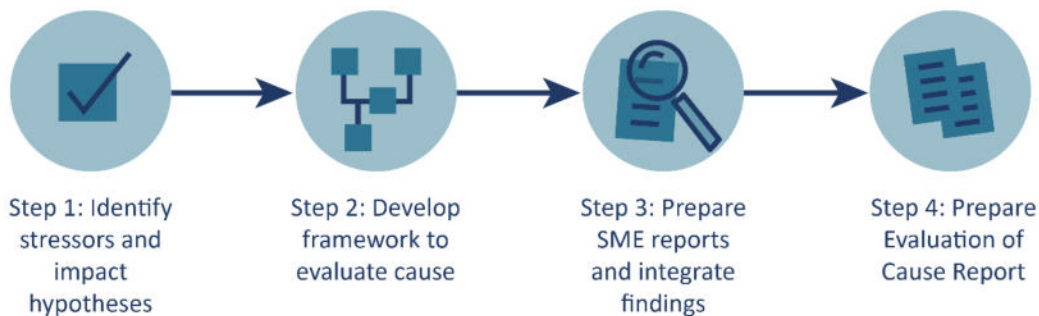 Step 1: Identify
stressors and
impact
hypotheses
Step 2: Develop
framework to
evaluate cause
Step 3: Prepare
SME reports
and integrate
findings
Step 4: Prepare
Evaluation of
Cause Report